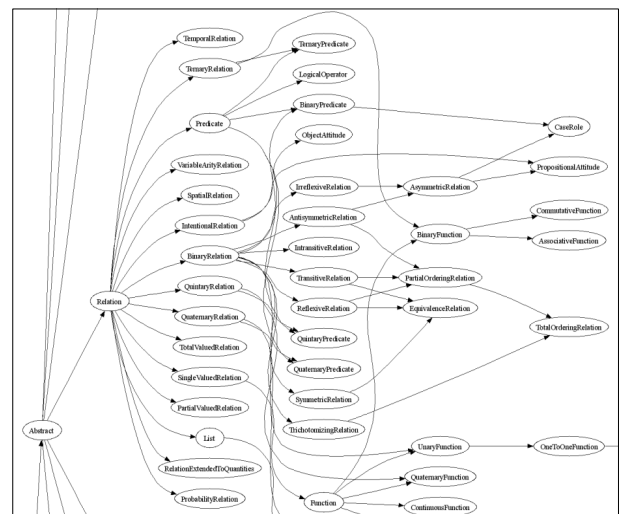 TemporalRelation
TernaryPredicate
TernaryRelation
LogicalOperator
BinaryPredicate
Predicate
CaseRole
ObjectAttitude
VariableArityRelation
PropositionalAttitude
IrreflexiveRelation
AsymmetricRelation
SpatialRelation
CommutativeFunction
AntisymmetricRelation
IntentionalRelation
BinaryFunction
AssociativeFunction
IntransitiveRelation
BinaryRelation
TransitiveRelation
PartialOrderingRelation
QuintaryRelation
Relation
ReflexiveRelation
EquivalenceRelation
QuaternaryRelation
TotalOrderingRelation
QuintaryPredicate
TotalValuedRelation
QuaternaryPredicate
SingleValuedRelation
SymmetricRelation
PartialValuedRelation
Abstract
TrichotomizingRelation
List
UnaryFunction
OneToOneFunction
RelationExtendedToQuantities
QuaternaryFunction
ProbabilityRelation
Function
ContinuousFunction